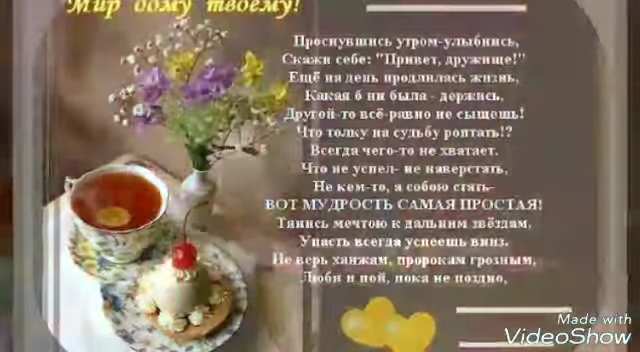 Мир дому твоему!
Проснувшись утром-улыбнись,
Скажи себе: "Привет, дружище!"
Ещё на день продлилась жизнь,
Какая б ни была - держись,
Другой-то всё-равно не сыщешь!
Что толку на судьбу роптать!?
Всегда чего-то не хватает.
Что не успел- не наверстать,
Не кем-то, а собою стать-
ВОТ МУДРОСТЬ САМАЯ ПРОСТАЯ!
Тянись мечтою к дальним звёздам,
Упасть всегда успеешь вниз.
Не верь ханжам, пророкам грозным,
Люби и пой, пока не поздно,
Made with
VideoShow